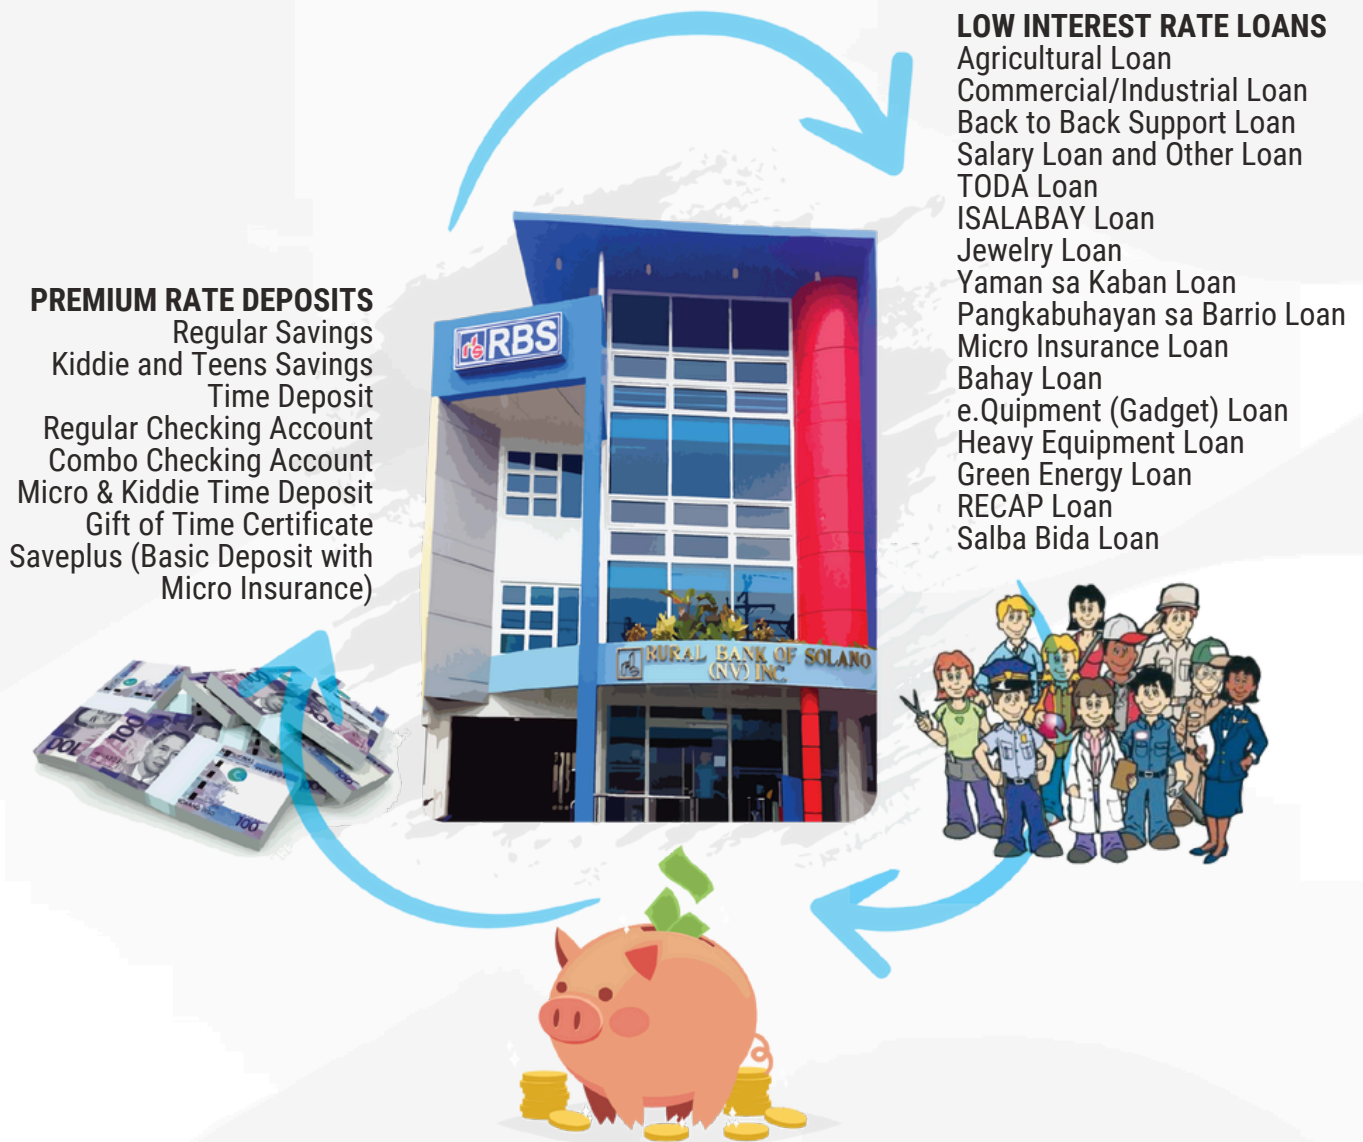 LOW INTEREST RATE LOANS
Agricultural Loan
Commercial/Industrial Loan
Back to Back Support Loan
Salary Loan and Other Loan
TODA Loan
ISALABAY Loan
Jewelry Loan
Yaman sa Kaban Loan
Pangkabuhayan sa Barrio Loan
Micro Insurance Loan
Bahay Loan
e.Quipment (Gadget) Loan
Heavy Equipment Loan
Green Energy Loan
RECAP Loan
Salba Bida Loan
PREMIUM RATE DEPOSITS
Regular Savings
Kiddie and Teens Savings
Time Deposit
Regular Checking Account
Combo Checking Account
Micro & Kiddie Time Deposit
Gift of Time Certificate
Saveplus (Basic Deposit with
Micro Insurance)
RBS
RURAL BANK OF SOLANO
(NV) INC.
100
100
100